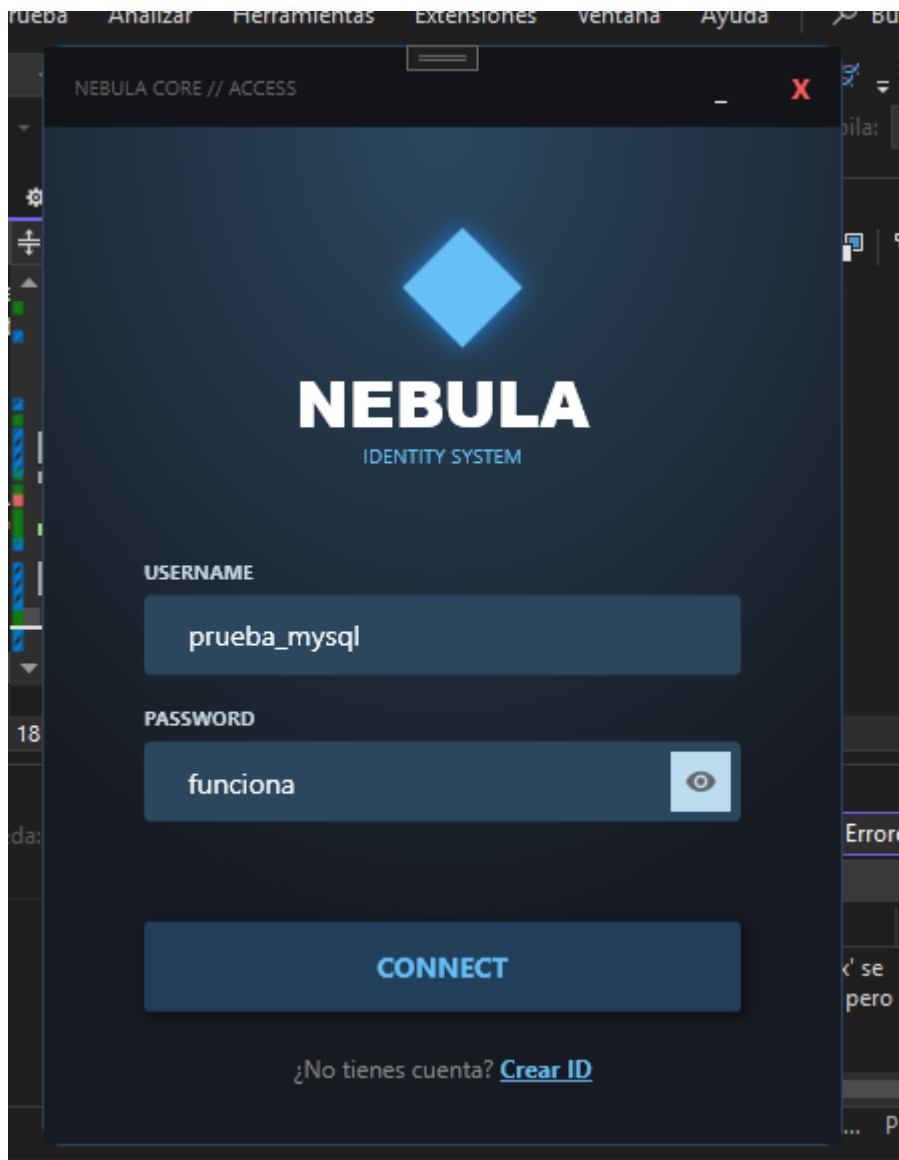 Analizar Herramientas Extensiones Ventana Ayuda
NEBULA CORE // ACCESS _ X
NEBULA
IDENTITY SYSTEM
USERNAME
prueba_mysql
18
PASSWORD
funciona
CONNECT
se
pero
¿No tienes cuenta? Crear ID
...